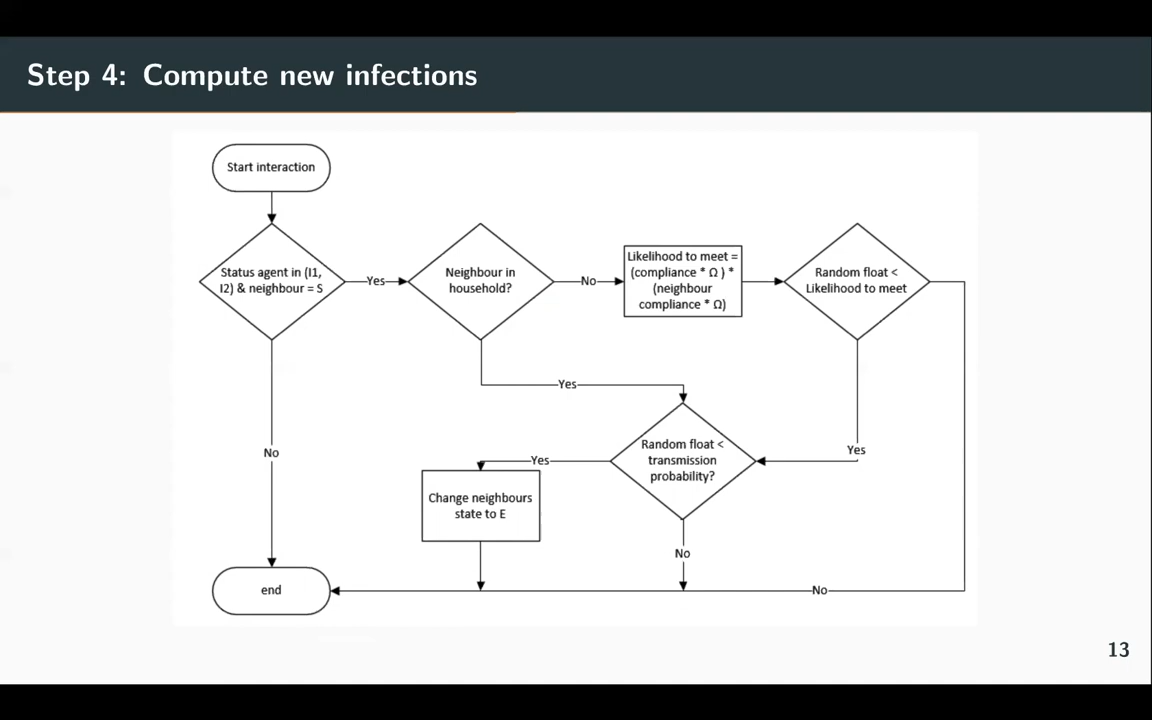 Step 4: Compute new infections
Start interaction
Status agent in (I1,
I2) & neighbour = S
Yes
Neighbour in
household?
No
Likelihood to meet =
(compliance * Ω ) *
(neighbour
compliance * Ω)
Random float <
Likelihood to meet
Yes
Random float <
transmission
probability?
Yes
Yes
Change neighbours
state to E
No
No
end
No
13